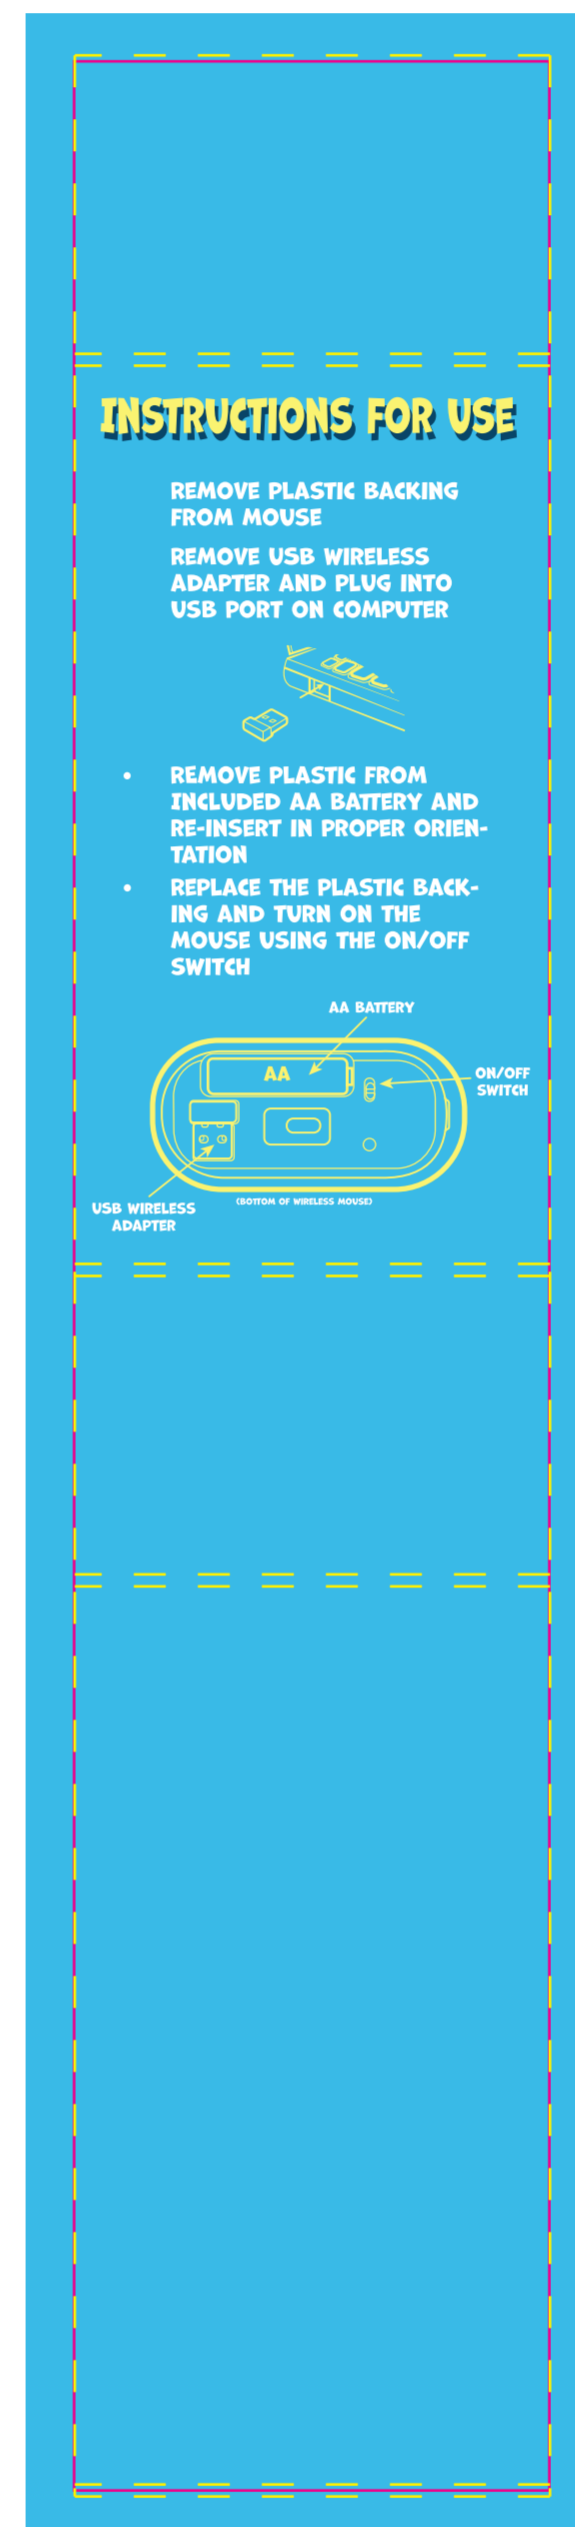 INSTRUCTIONS FOR USE
REMOVE PLASTIC BACKING
FROM MOUSE
REMOVE USB WIRELESS
ADAPTER AND PLUG INTO
USB PORT ON COMPUTER
• REMOVE PLASTIC FROM
INCLUDED AA BATTERY AND
RE-INSERT IN PROPER ORIEN-
TATION
• REPLACE THE PLASTIC BACK-
ING AND TURN ON THE
MOUSE USING THE ON/OFF
SWITCH
AA BATTERY
AA
ON/OFF
SWITCH
USB WIRELESS
ADAPTER
(BOTTOM OF WIRELESS MOUSE)